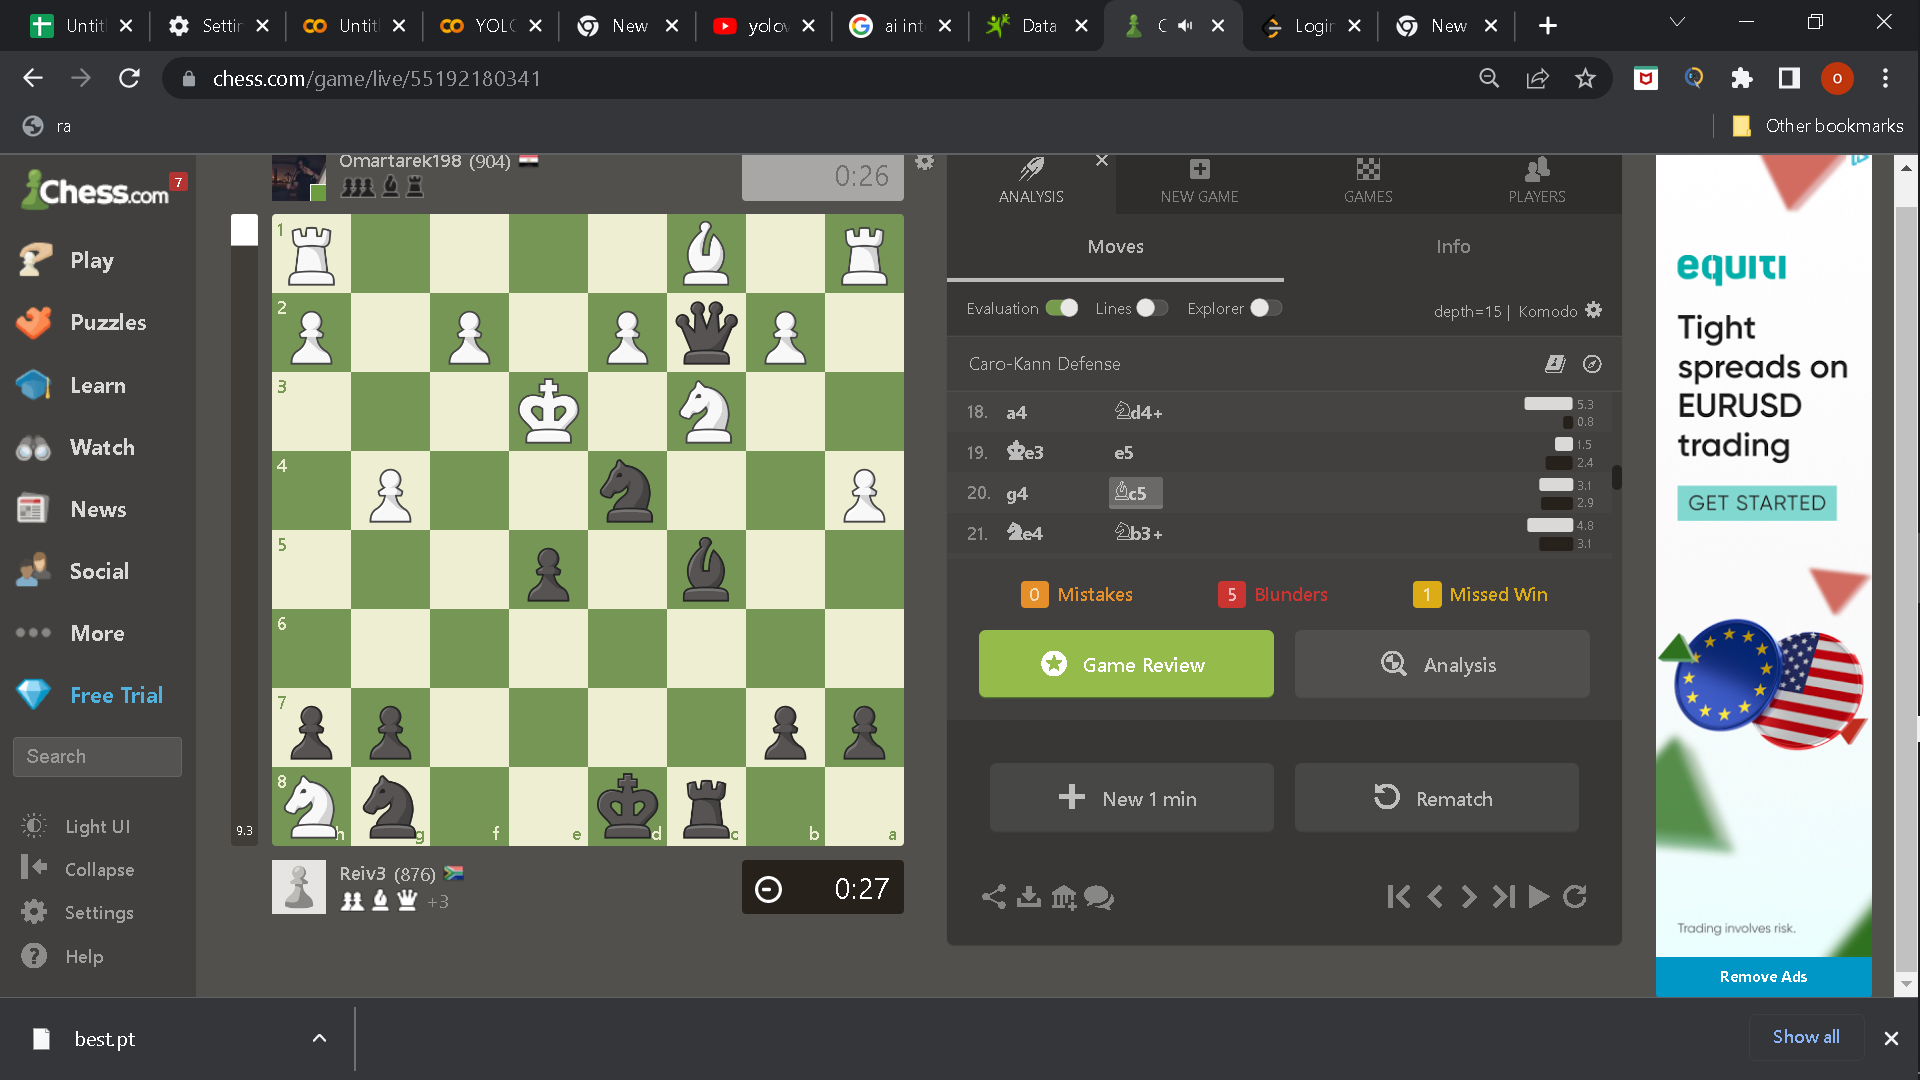 Untitl
Settin
Untitl
YOLO
New
yolov
ai int
Data
C
Login
New
chess.com/game/live/55192180341
o
ra
Other bookmarks
Chess.com
7
Play
Puzzles
Learn
Watch
News
Social
More
Free Trial
Search
Light UI
Collapse
Settings
Help
Omartarek198 (904)
0:26
1
2
3
4
5
6
7
8
h g f e d c b a
9.3
Reiv3 (876)
+3
0:27
ANALYSIS
NEW GAME
GAMES
PLAYERS
Moves
Info
Evaluation
Lines
Explorer
depth=15 | Komodo
Caro-Kann Defense
18. a4 d4+ 5.3
0.8
19. e3 e5 1.5
2.4
20. g4 c5 3.1
2.9
21. e4 b3+ 4.8
3.1
0 Mistakes
5 Blunders
1 Missed Win
Game Review
Analysis
New 1 min
Rematch
equiti
Tight
spreads on
EURUSD
trading
GET STARTED
Trading involves risk.
Remove Ads
best.pt
Show all